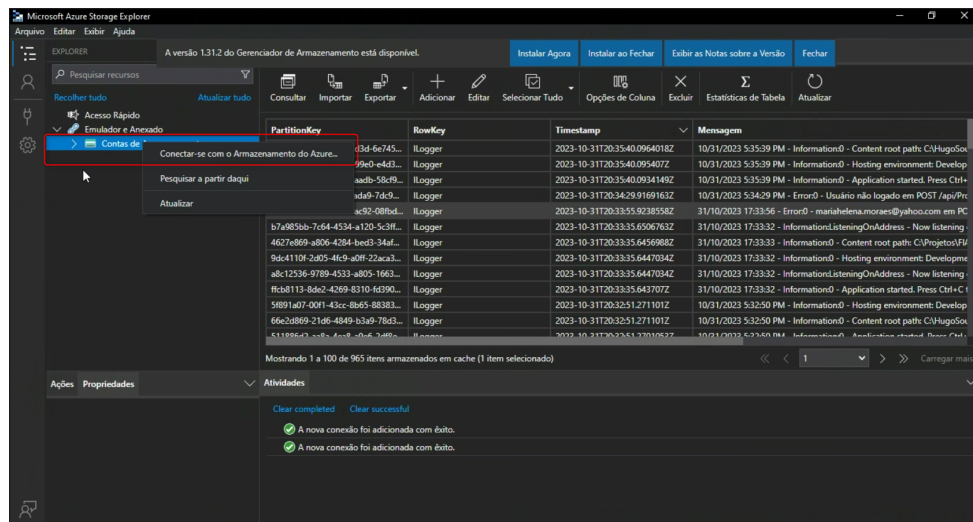 Microsoft Azure Storage Explorer
Arquivo Editar Exibir Ajuda
EXPLORER
A versão 1.31.2 do Gerenciador de Armazenamento está disponível.
Instalar Agora
Instalar ao Fechar
Exibir as Notas sobre a Versão
Fechar
Pesquisar recursos
Recolher tudo
Atualizar tudo
Acesso Rápido
Emulador e Anexado
Contas de
Conectar-se com o Armazenamento do Azure...
Pesquisar a partir daqui
Atualizar
Consultar Importar Exportar Adicionar Editar Selecionar Tudo Opções de Coluna Excluir Estatísticas de Tabela Atualizar
PartitionKey RowKey Timestamp Mensagem
d3d-6e745... ILogger 2023-10-31T20:35:40.0964018Z 10/31/2023 5:35:39 PM - Information:0 - Content root path: C:\HugoSou
99e0-e4d3... ILogger 2023-10-31T20:35:40.095407Z 10/31/2023 5:35:39 PM - Information:0 - Hosting environment: Develop
aadb-58cf9... ILogger 2023-10-31T20:35:40.0934149Z 10/31/2023 5:35:39 PM - Information:0 - Application started. Press Ctrl+
da9-7dc9... ILogger 2023-10-31T20:34:29.9169163Z 10/31/2023 5:34:29 PM - Error:0 - Usuário não logado em POST /api/Pro
ac92-08fbd... ILogger 2023-10-31T20:33:55.9238558Z 31/10/2023 17:33:56 - Error:0 - mariahelena.moraes@yahoo.com em PC
b7a985bb-7c64-4534-a120-5c3ff... ILogger 2023-10-31T20:33:35.6506763Z 31/10/2023 17:33:32 - Information:ListeningOnAddress - Now listening
4627e869-a806-4284-bed3-34af... ILogger 2023-10-31T20:33:35.6456988Z 31/10/2023 17:33:33 - Information:0 - Content root path: C:\Projetos\FIA
9dc4110f-2d05-4fc9-a0ff-22aca3... ILogger 2023-10-31T20:33:35.6447034Z 31/10/2023 17:33:32 - Information:0 - Hosting environment: Developme
a8c12536-9789-4533-a805-1663... ILogger 2023-10-31T20:33:35.6447034Z 31/10/2023 17:33:32 - Information:ListeningOnAddress - Now listening
ffcb8113-8de2-4269-8310-fd390... ILogger 2023-10-31T20:33:35.643707Z 31/10/2023 17:33:32 - Information:0 - Application started. Press Ctrl+C t
5f891a07-00f1-43cc-8b65-88383... ILogger 2023-10-31T20:32:51.271101Z 10/31/2023 5:32:50 PM - Information:0 - Hosting environment: Develop
66e2d869-21d6-4849-b3a9-78d3... ILogger 2023-10-31T20:32:51.271101Z 10/31/2023 5:32:50 PM - Information:0 - Content root path: C:\HugoSou
Mostrando 1 a 100 de 965 itens armazenados em cache (1 item selecionado)
1
Carregar mais
Ações Propriedades
Atividades
Clear completed Clear successful
A nova conexão foi adicionada com êxito.
A nova conexão foi adicionada com êxito.